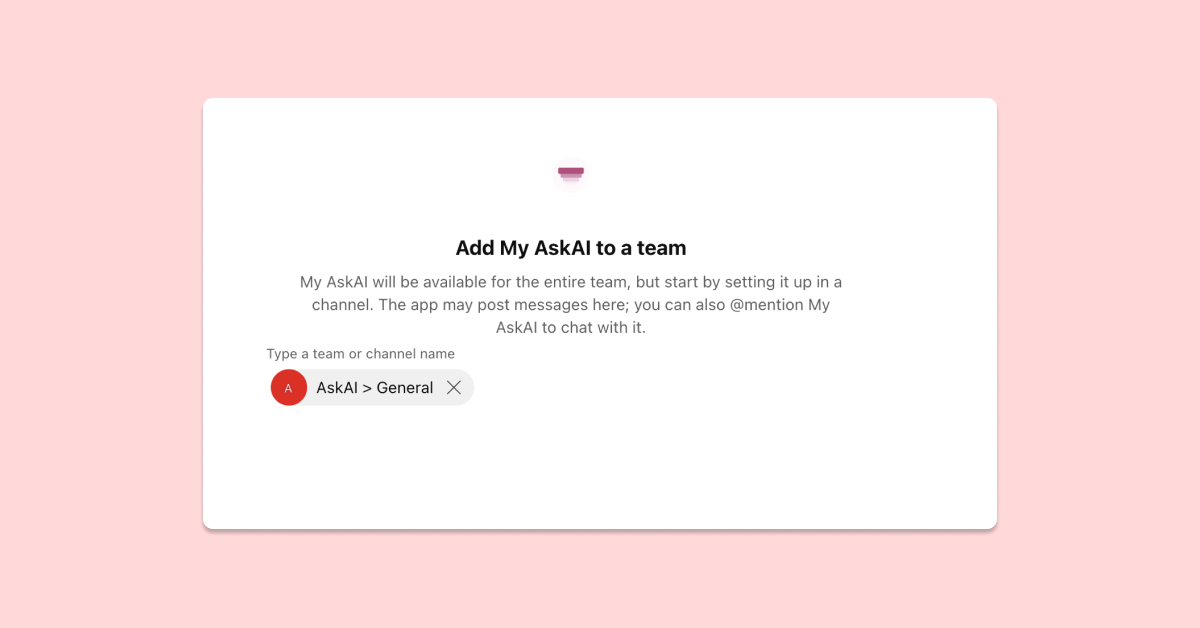 Add My AskAI to a team
My AskAI will be available for the entire team, but start by setting it up in a
channel. The app may post messages here; you can also @mention My
AskAI to chat with it.
Type a team or channel name
A
AskAI > General